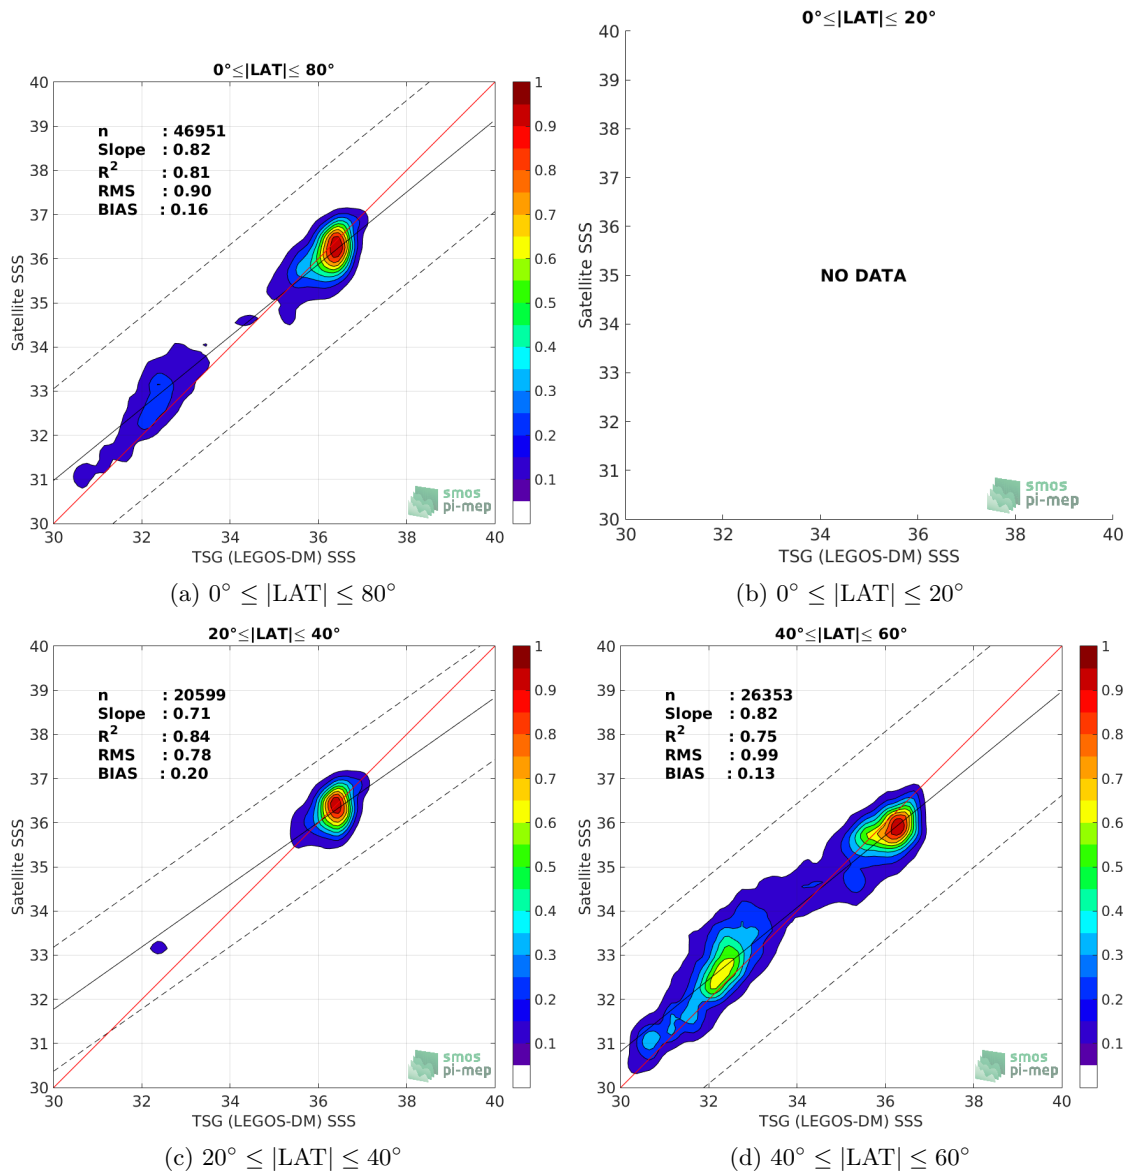 0°≤|LAT|≤ 80°
40
39
38
37
36
35
34
33
32
31
30
Satellite SSS
n : 46951
Slope : 0.82
R² : 0.81
RMS : 0.90
BIAS : 0.16
smos
pi-mep
30 32 34 36 38 40
TSG (LEGOS-DM) SSS
1
0.9
0.8
0.7
0.6
0.5
0.4
0.3
0.2
0.1
(a) 0° ≤ |LAT| ≤ 80°
0°≤|LAT|≤ 20°
40
39
38
37
36
35
34
33
32
31
30
Satellite SSS
NO DATA
smos
pi-mep
30 32 34 36 38 40
TSG (LEGOS-DM) SSS
(b) 0° ≤ |LAT| ≤ 20°
20°≤|LAT|≤ 40°
40
39
38
37
36
35
34
33
32
31
30
Satellite SSS
n : 20599
Slope : 0.71
R² : 0.84
RMS : 0.78
BIAS : 0.20
smos
pi-mep
30 32 34 36 38 40
TSG (LEGOS-DM) SSS
1
0.9
0.8
0.7
0.6
0.5
0.4
0.3
0.2
0.1
(c) 20° ≤ |LAT| ≤ 40°
40°≤|LAT|≤ 60°
40
39
38
37
36
35
34
33
32
31
30
Satellite SSS
n : 26353
Slope : 0.82
R² : 0.75
RMS : 0.99
BIAS : 0.13
smos
pi-mep
30 32 34 36 38 40
TSG (LEGOS-DM) SSS
1
0.9
0.8
0.7
0.6
0.5
0.4
0.3
0.2
0.1
(d) 40° ≤ |LAT| ≤ 60°